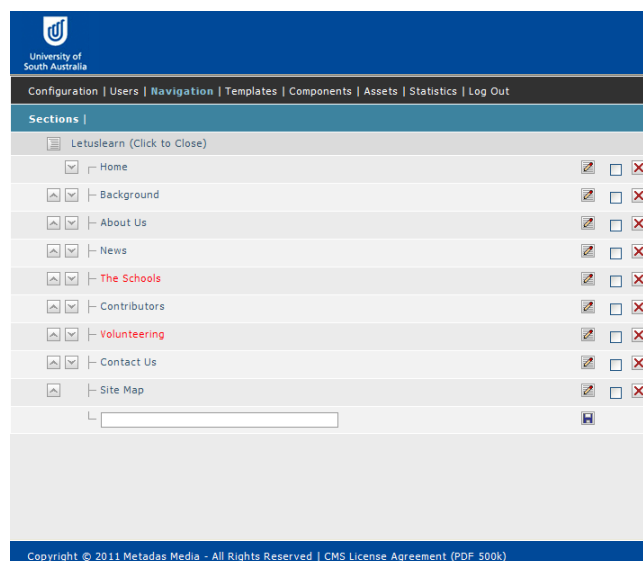 University of
South Australia
Configuration | Users | Navigation | Templates | Components | Assets | Statistics | Log Out
Sections |
Letuslearn (Click to Close)
Home
Background
About Us
News
The Schools
Contributors
Volunteering
Contact Us
Site Map
Copyright © 2011 Metadas Media - All Rights Reserved | CMS License Agreement (PDF 500k)